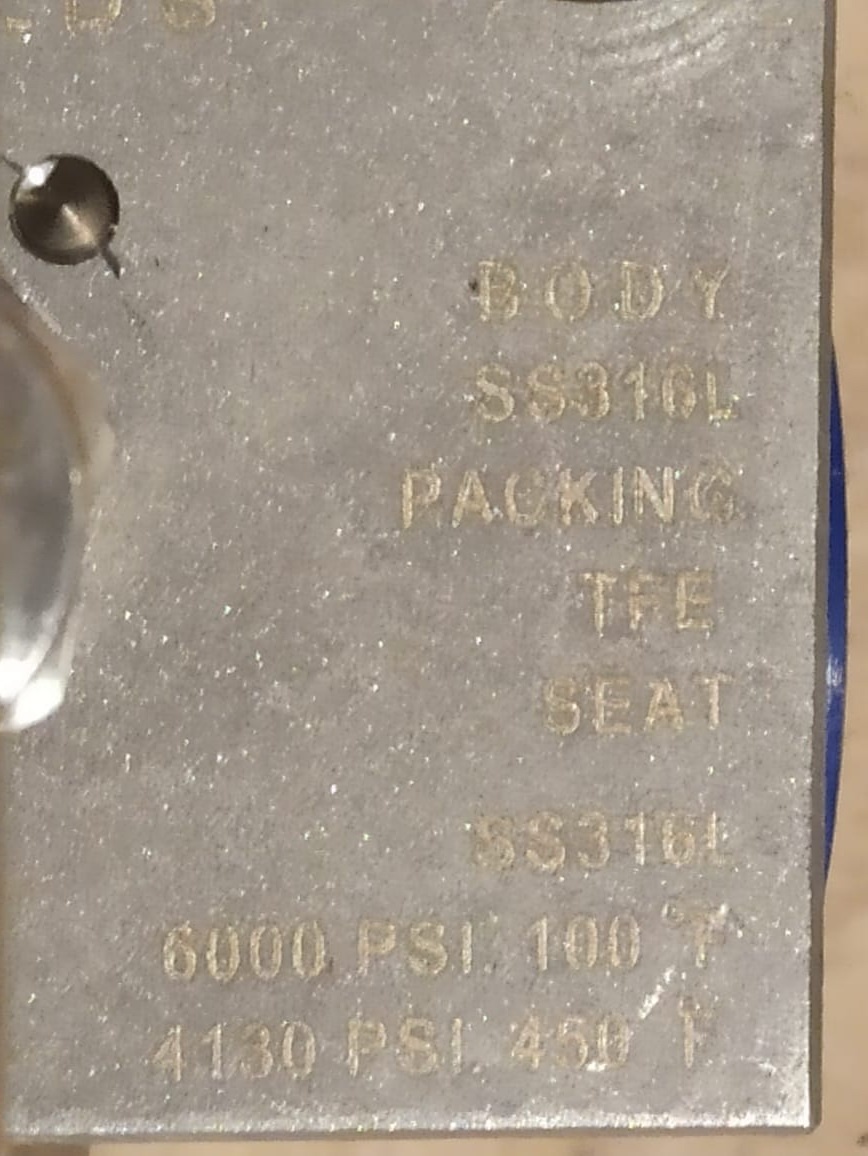 BODY
SS316L
PACKING
TFE
SEAT
SS316L
6000 PSI 100 °F
4130 PSI 450 °F